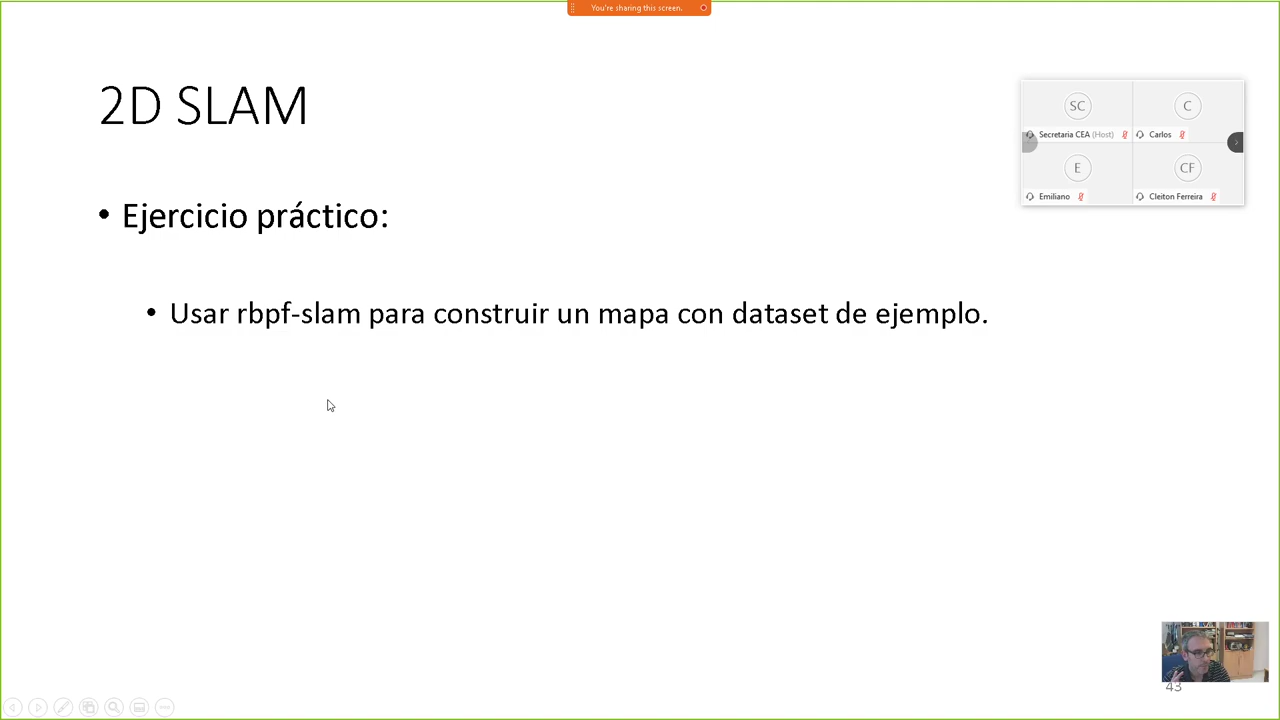 You're sharing this screen.
2D SLAM
SC
C
Secretaria CEA (Host)
Carlos
E
CF
Emiliano
Cleiton Ferreira
• Ejercicio práctico:
• Usar rbpf-slam para construir un mapa con dataset de ejemplo.
43